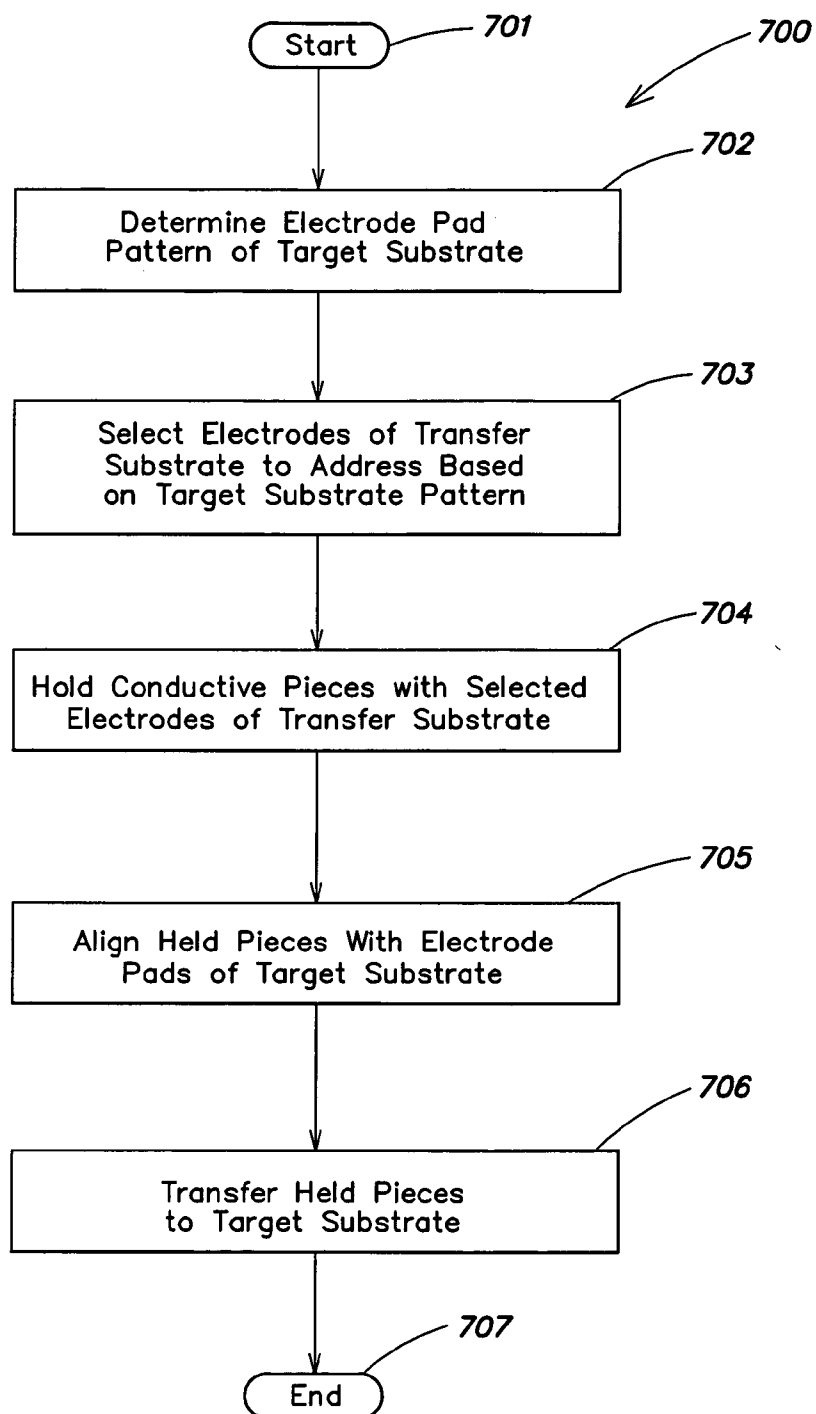 Start
701
700
702
Determine Electrode Pad
Pattern of Target Substrate
703
Select Electrodes of Transfer
Substrate to Address Based
on Target Substrate Pattern
704
Hold Conductive Pieces with Selected
Electrodes of Transfer Substrate
705
Align Held Pieces With Electrode
Pads of Target Substrate
706
Transfer Held Pieces
to Target Substrate
707
End